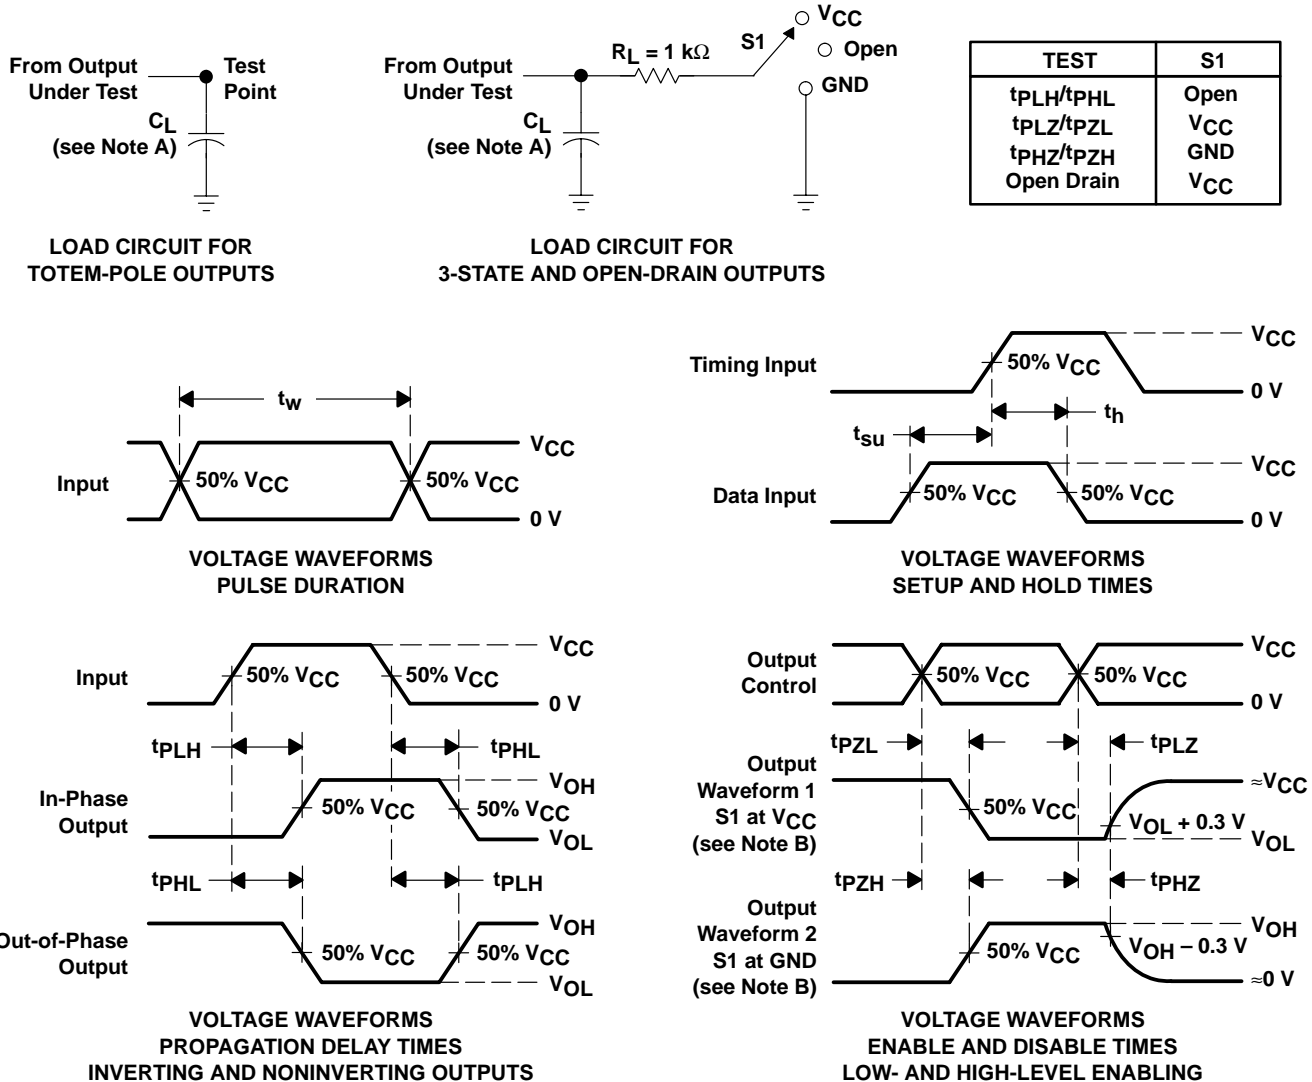 From Output
Under Test
Test
Point
CL
(see Note A)
LOAD CIRCUIT FOR
TOTEM-POLE OUTPUTS
From Output
Under Test
RL = 1 kΩ
S1
VCC
Open
GND
CL
(see Note A)
LOAD CIRCUIT FOR
3-STATE AND OPEN-DRAIN OUTPUTS
TEST S1
tPLH/tPHL Open
tPLZ/tPZL VCC
tPHZ/tPZH GND
Open Drain VCC
tw
Input
50% VCC
50% VCC
VCC
0 V
VOLTAGE WAVEFORMS
PULSE DURATION
Timing Input
50% VCC
VCC
0 V
th
tsu
Data Input
50% VCC
50% VCC
VCC
0 V
VOLTAGE WAVEFORMS
SETUP AND HOLD TIMES
Input
50% VCC
50% VCC
VCC
0 V
tPLH
tPHL
In-Phase
Output
50% VCC
50% VCC
VOH
VOL
tPHL
tPLH
Out-of-Phase
Output
50% VCC
50% VCC
VOH
VOL
VOLTAGE WAVEFORMS
PROPAGATION DELAY TIMES
INVERTING AND NONINVERTING OUTPUTS
Output
Control
50% VCC
50% VCC
VCC
0 V
tPZL
tPLZ
Output
Waveform 1
S1 at VCC
(see Note B)
50% VCC
VOL + 0.3 V
≈VCC
VOL
tPZH
tPHZ
Output
Waveform 2
S1 at GND
(see Note B)
50% VCC
VOH − 0.3 V
VOH
≈0 V
VOLTAGE WAVEFORMS
ENABLE AND DISABLE TIMES
LOW- AND HIGH-LEVEL ENABLING